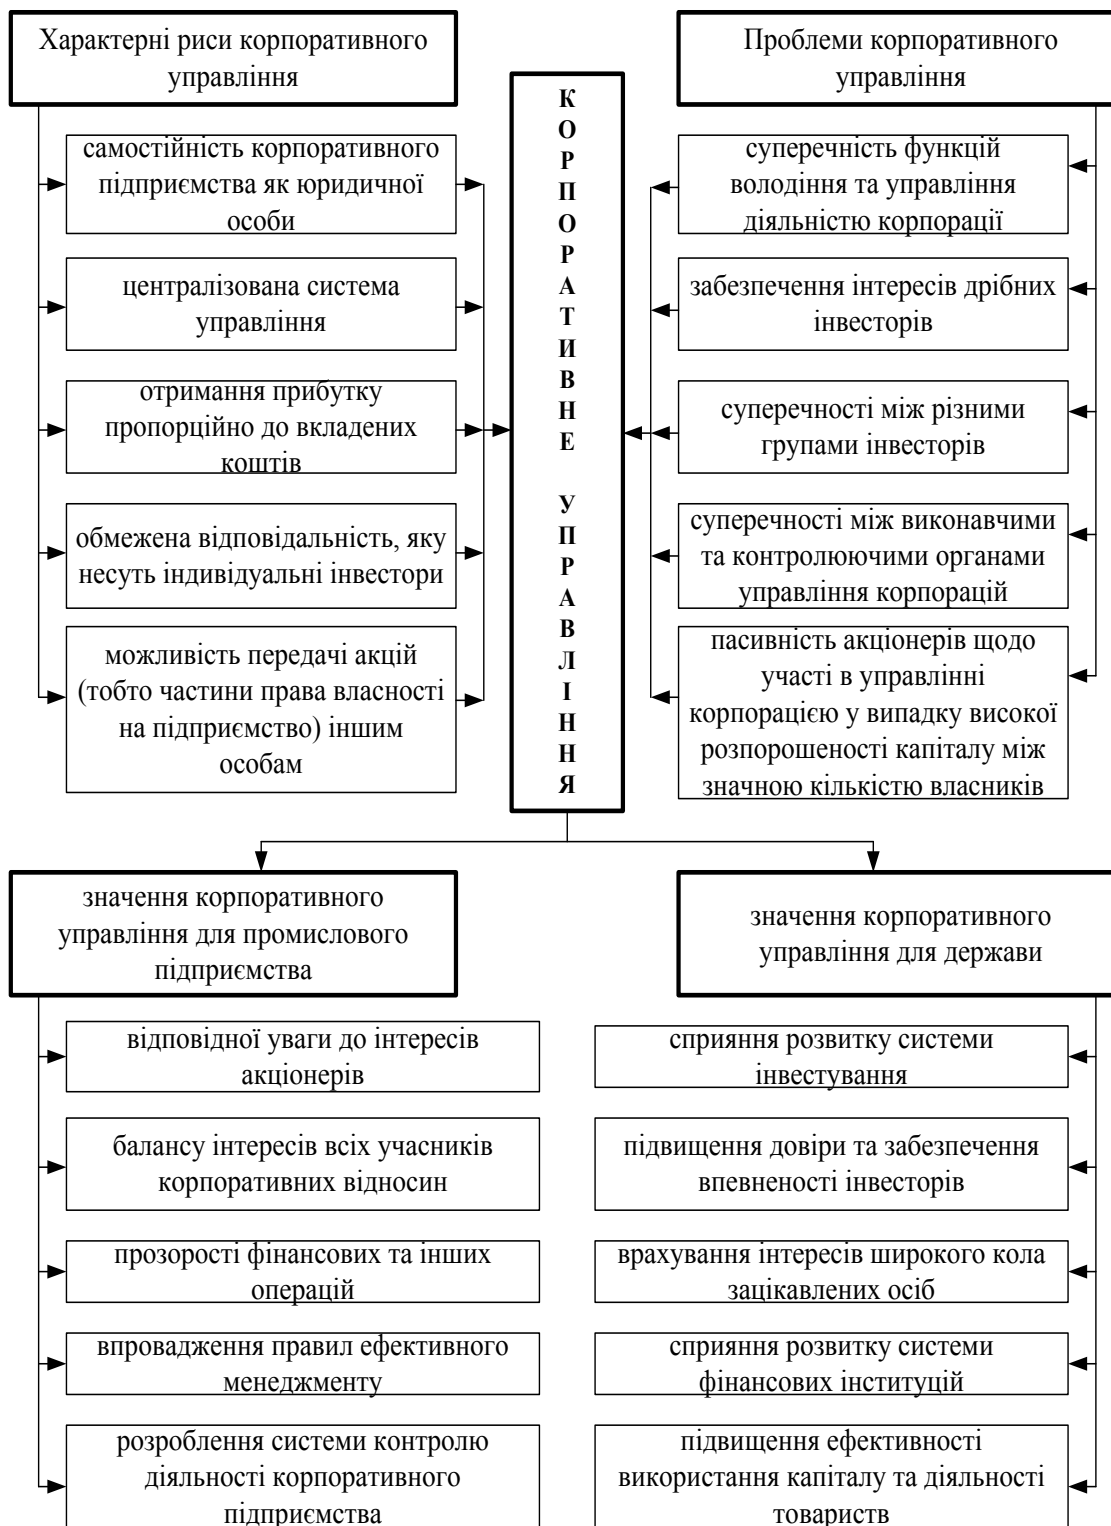 Характерні риси корпоративного
управління
самостійність корпоративного
підприємства як юридичної
особи
централізована система
управління
отримання прибутку
пропорційно до вкладених
коштів
обмежена відповідальність, яку
несуть індивідуальні інвестори
можливість передачі акцій
(тобто частини права власності
на підприємство) іншим
особам
КОРПОРАТИВНЕ УПРАВЛІННЯ
Проблеми корпоративного
управління
суперечність функцій
володіння та управління
діяльністю корпорації
забезпечення інтересів дрібних
інвесторів
суперечності між різними
групами інвесторів
суперечності між виконавчими
та контролюючими органами
управління корпорацій
пасивність акціонерів щодо
участі в управлінні
корпорацією у випадку високої
розпорошеності капіталу між
значною кількістю власників
значення корпоративного
управління для промислового
підприємства
відповідної уваги до інтересів
акціонерів
балансу інтересів всіх учасників
корпоративних відносин
прозорості фінансових та інших
операцій
впровадження правил ефективного
менеджменту
розроблення системи контролю
діяльності корпоративного
підприємства
значення корпоративного
управління для держави
сприяння розвитку системи
інвестування
підвищення довіри та забезпечення
впевненості інвесторів
врахування інтересів широкого кола
зацікавлених осіб
сприяння розвитку системи
фінансових інституцій
підвищення ефективності
використання капіталу та діяльності
товариств